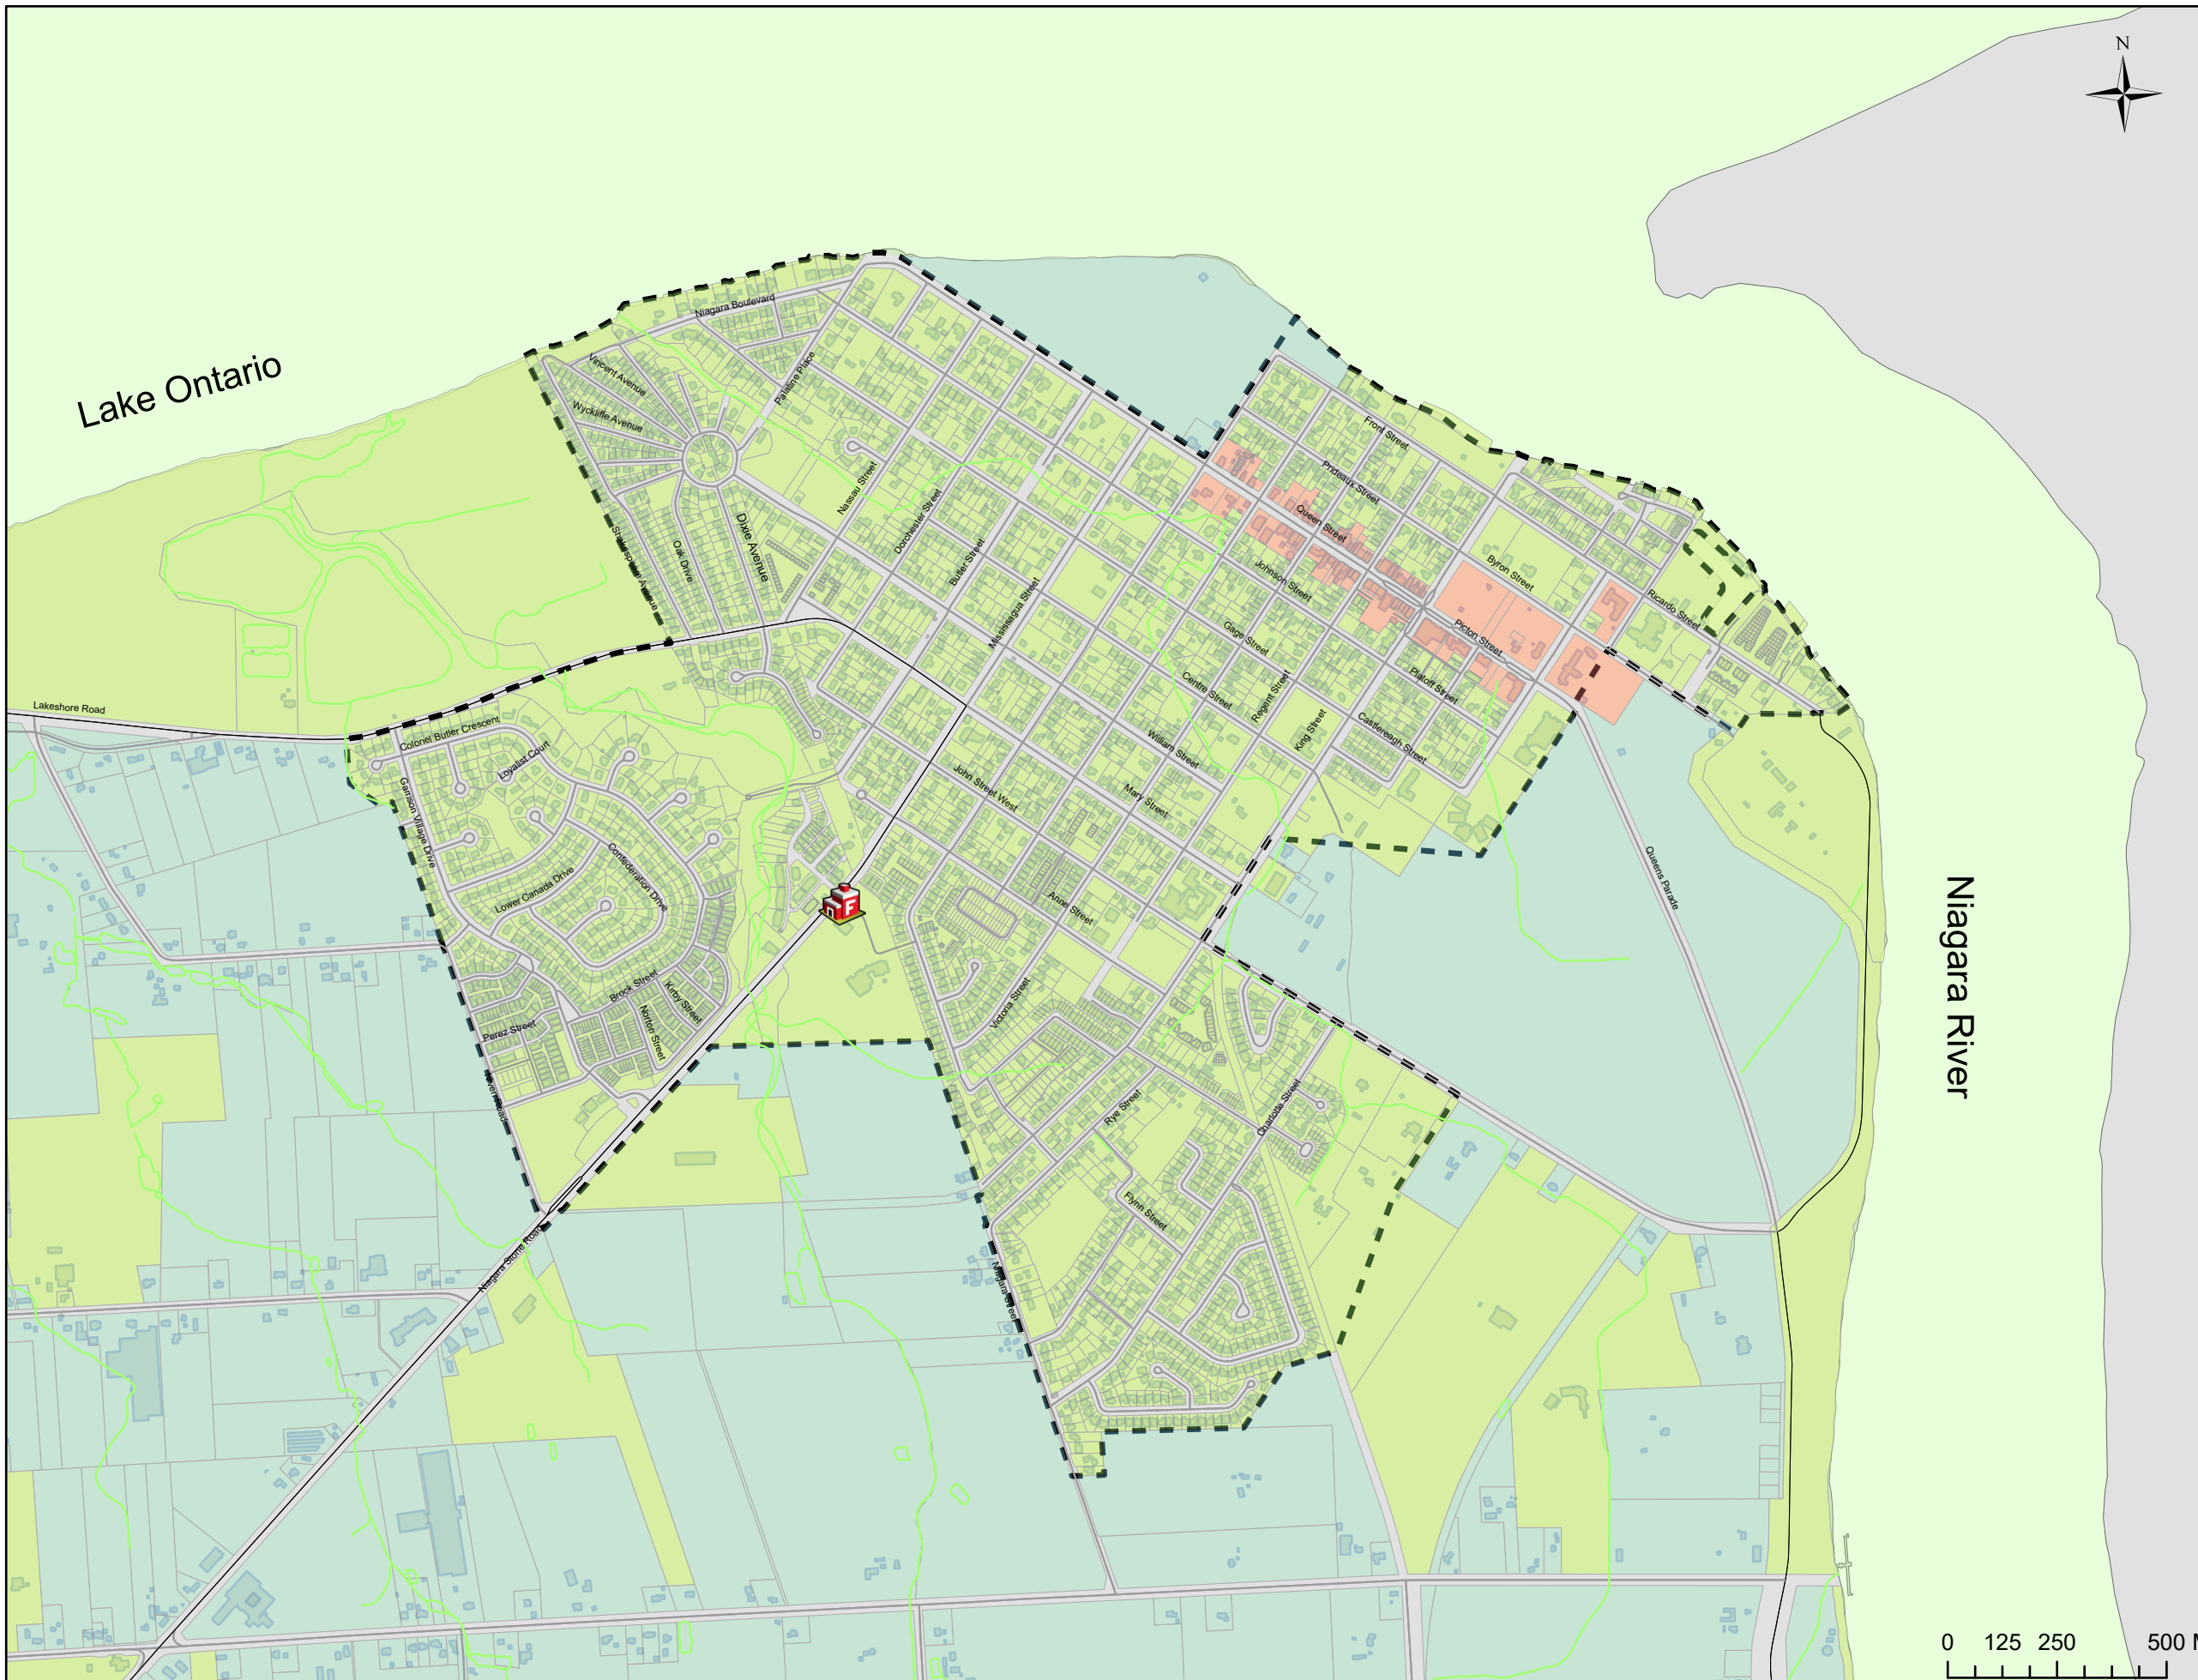 N
Lake Ontario
Niagara Boulevard
Vincent Avenue
Wyckliffe Avenue
Palatine Place
Front Street
Prideaux Street
Queen Street
Nassau Street
Dorchester Street
Butler Street
Mississagua Street
Dixie Avenue
Oak Drive
Shakespeare Avenue
Johnson Street
Byron Street
Ricardo Street
Gage Street
Picton Street
Centre Street
Regent Street
Platoff Street
King Street
Castlereagh Street
Lakeshore Road
Colonel Butler Crescent
Loyalist Court
Garrison Village Drive
William Street
John Street West
Mary Street
Queens Parade
Confederation Drive
Lower Canada Drive
Anne Street
F
Niagara River
Brock Street
Kirby Street
Norton Street
Perez Street
Victoria Street
Rye Street
Charlotte Street
Flynn Street
Niagara Stone Road
Niagara Street
0 125 250 500 M